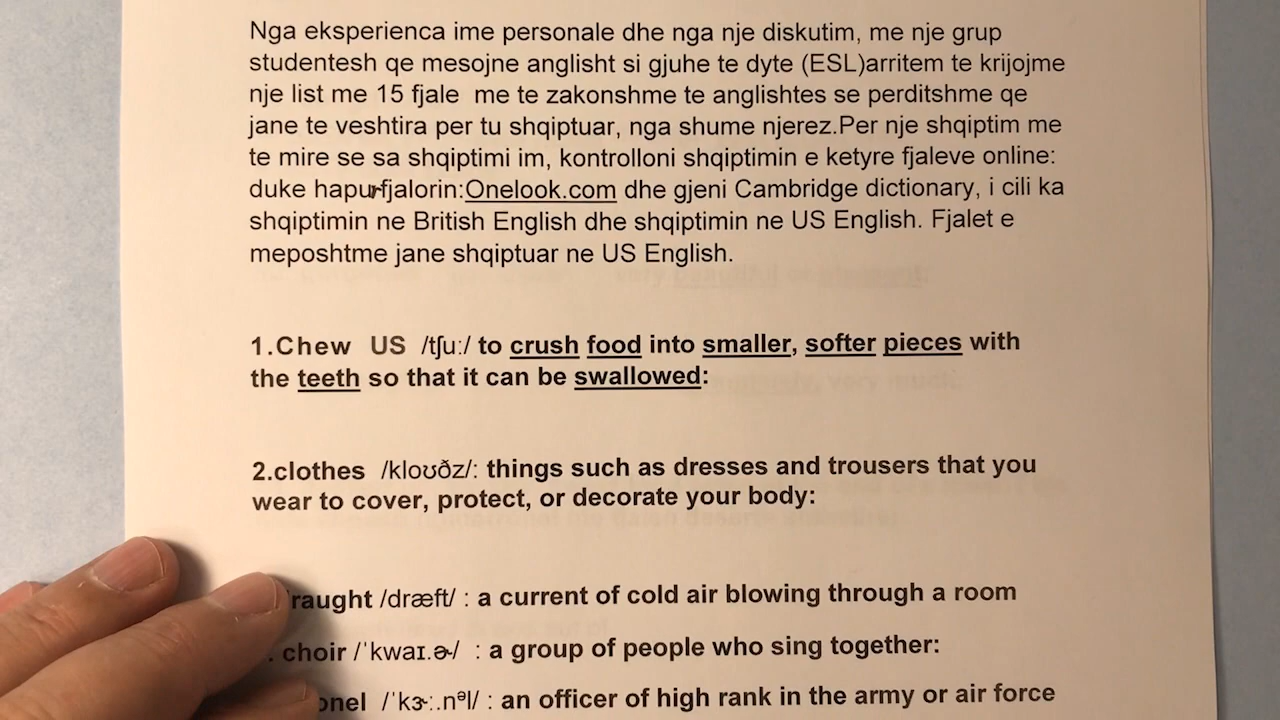 Nga eksperienca ime personale dhe nga nje diskutim, me nje grup
studentesh qe mesojne anglisht si gjuhe te dyte (ESL)arritem te krijojme
nje list me 15 fjale  me te zakonshme te anglishtes se perditshme qe
jane te veshtira per tu shqiptuar, nga shume njerez.Per nje shqiptim me
te mire se sa shqiptimi im, kontrolloni shqiptimin e ketyre fjaleve online:
duke hapur fjalorin:Onelook.com dhe gjeni Cambridge dictionary, i cili ka
shqiptimin ne British English dhe shqiptimin ne US English. Fjalet e
meposhtme jane shqiptuar ne US English.
1.Chew  US  /tʃuː/ to crush food into smaller, softer pieces with
the teeth so that it can be swallowed:
2.clothes  /kloʊðz/: things such as dresses and trousers that you
wear to cover, protect, or decorate your body:
raught /dræft/ : a current of cold air blowing through a room
. choir /ˈkwaɪ.ɚ/  : a group of people who sing together:
onel  /ˈkɝː.nᵊl/ : an officer of high rank in the army or air force